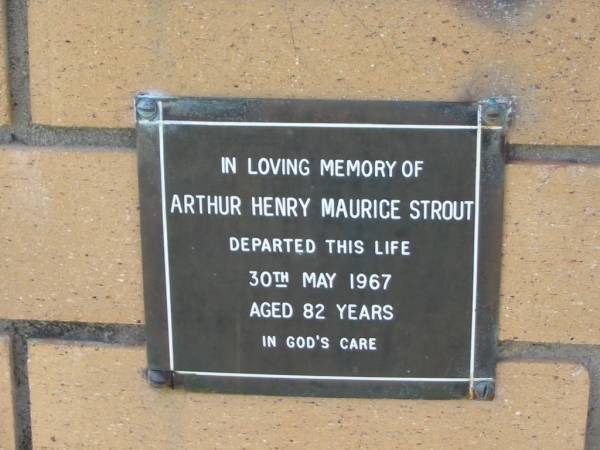 IN LOVING MEMORY OF
ARTHUR HENRY MAURICE STROUT
DEPARTED THIS LIFE
30TH MAY 1967
AGED 82 YEARS
IN GOD'S CARE